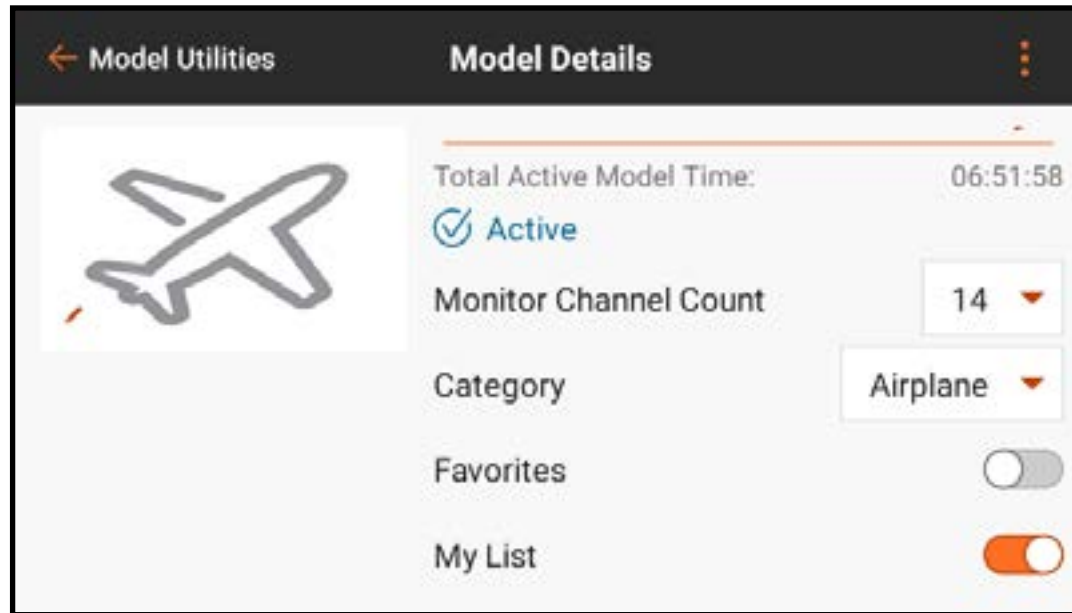 Model Utilities
Model Details
Total Active Model Time: 06:51:58
Active
Monitor Channel Count 14
Category Airplane
Favorites
My List